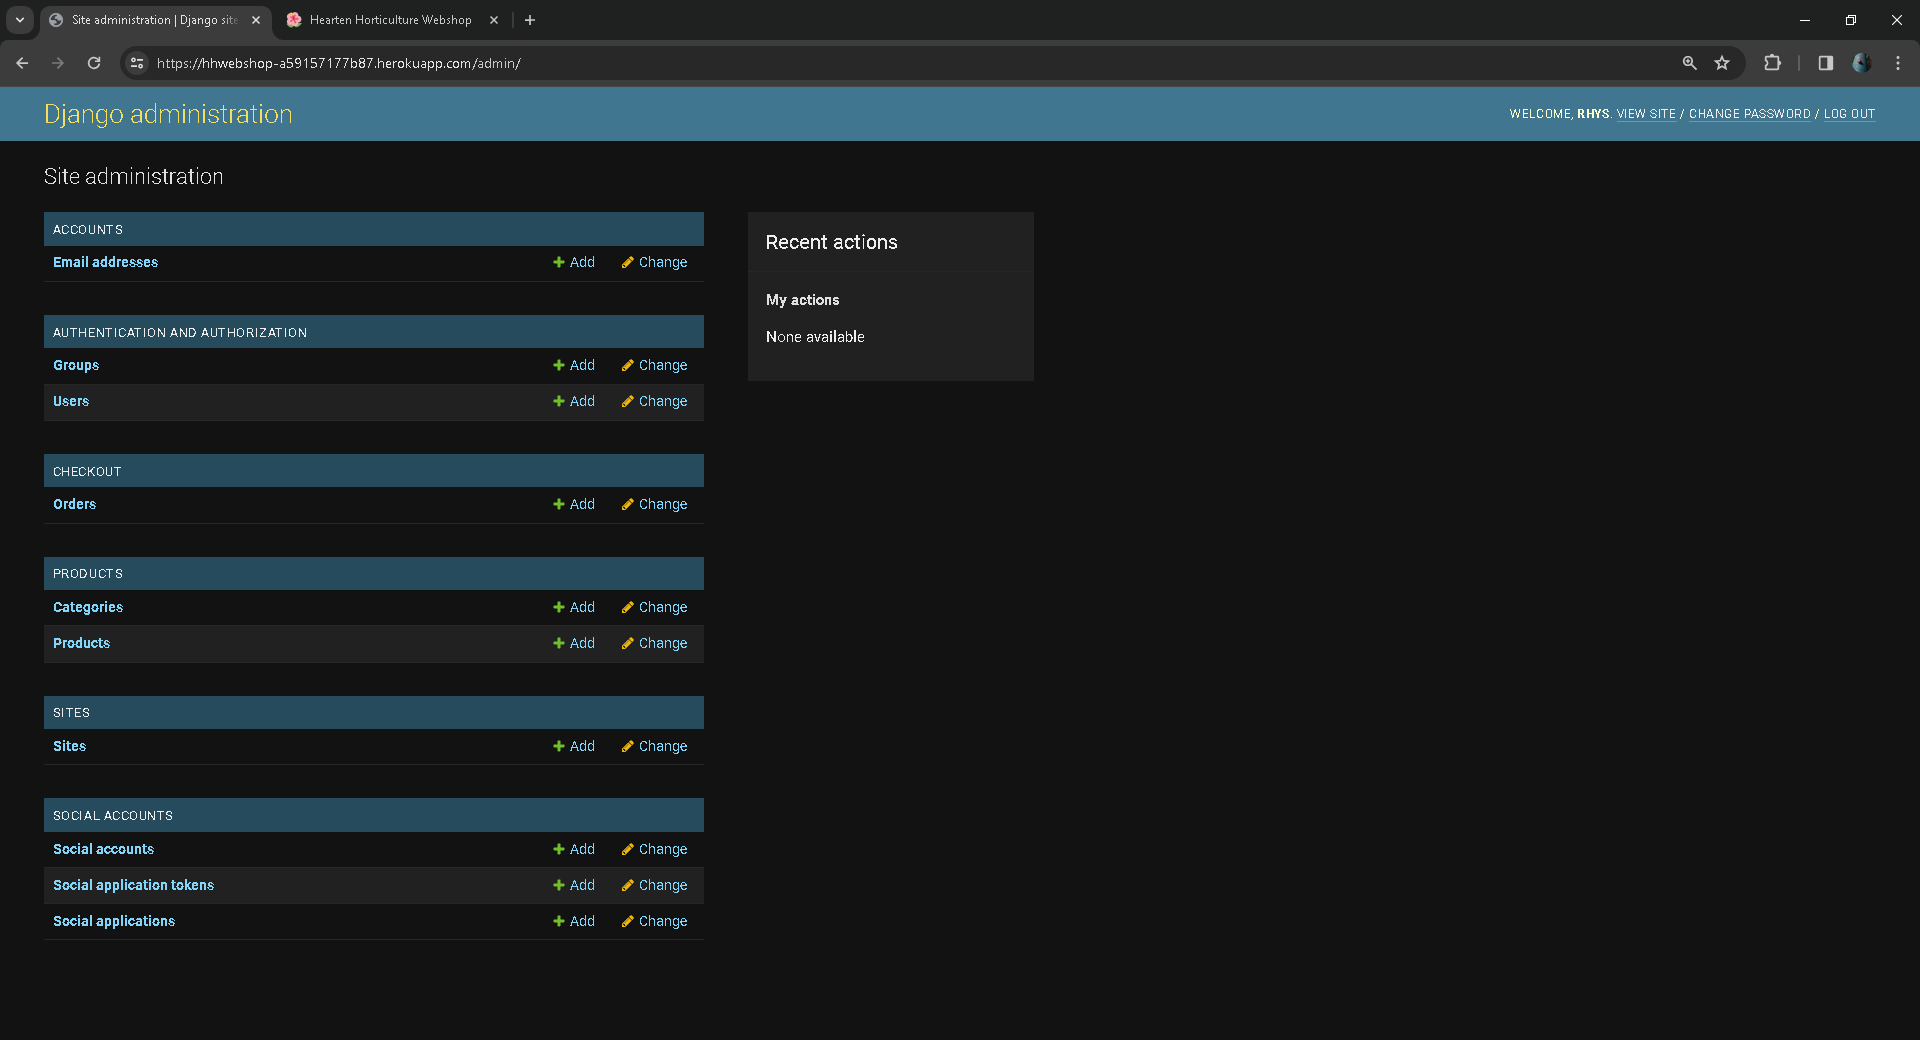 Site administration | Django site
Hearten Horticulture Webshop
https://hhwebshop-a59157177b87.herokuapp.com/admin/
Django administration
WELCOME, RHYS. VIEW SITE / CHANGE PASSWORD / LOG OUT
Site administration
ACCOUNTS
Email addresses Add Change
AUTHENTICATION AND AUTHORIZATION
Groups Add Change
Users Add Change
CHECKOUT
Orders Add Change
PRODUCTS
Categories Add Change
Products Add Change
SITES
Sites Add Change
SOCIAL ACCOUNTS
Social accounts Add Change
Social application tokens Add Change
Social applications Add Change
Recent actions
My actions
None available